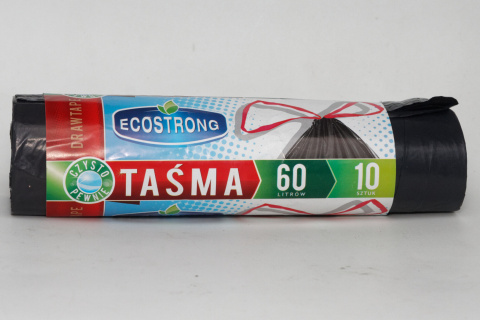 DRAWTAPE
ECOSTRONG
CZYSTO
PEWNIE
TAŚMA
60
LITRÓW
10
SZTUK